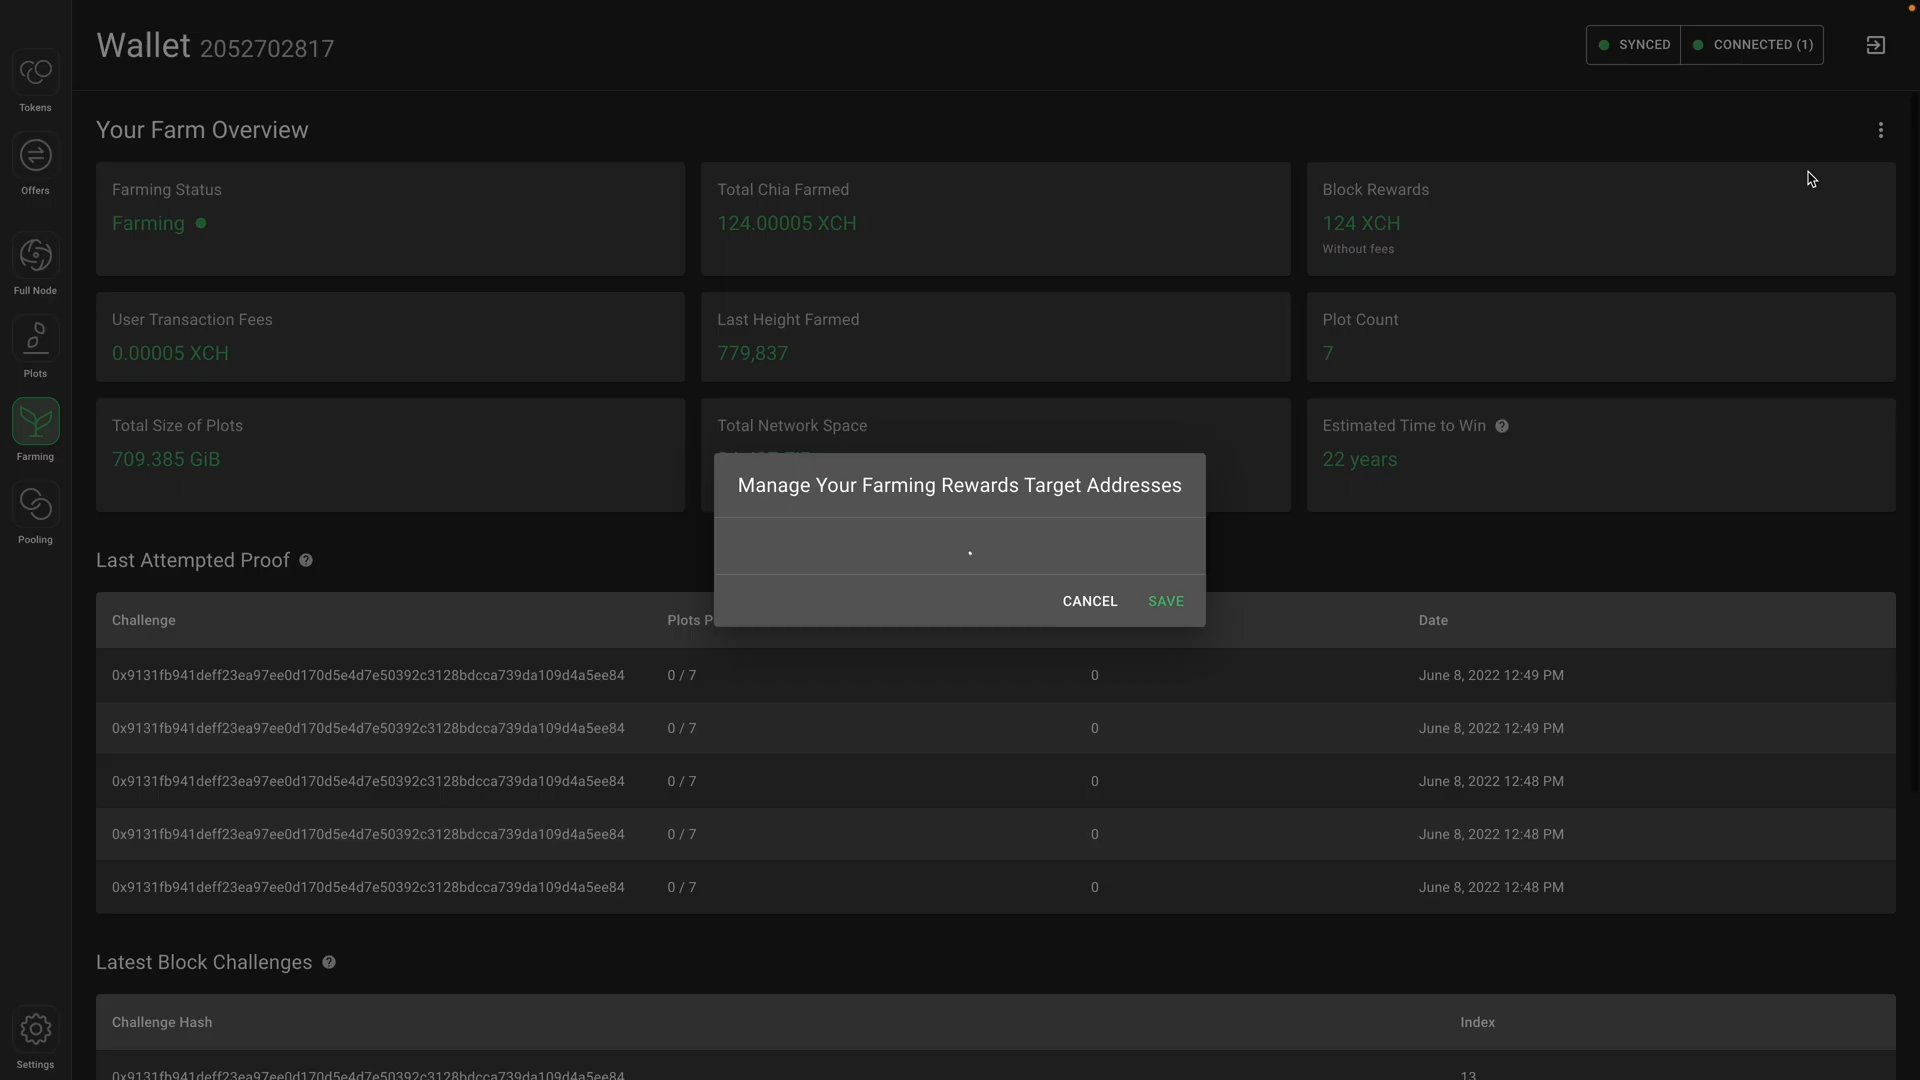 Wallet 2052702817
SYNCED
CONNECTED (1)
Tokens
Offers
Full Node
Plots
Farming
Pooling
Settings
Your Farm Overview
Farming Status
Farming
Total Chia Farmed
124.00005 XCH
Block Rewards
124 XCH
Without fees
User Transaction Fees
0.00005 XCH
Last Height Farmed
779,837
Plot Count
7
Total Size of Plots
709.385 GiB
Total Network Space
Estimated Time to Win
22 years
Manage Your Farming Rewards Target Addresses
CANCEL SAVE
Last Attempted Proof
Challenge Plots P Date
0x9131fb941deff23ea97ee0d170d5e4d7e50392c3128bdcca739da109d4a5ee84 0 / 7 0 June 8, 2022 12:49 PM
0x9131fb941deff23ea97ee0d170d5e4d7e50392c3128bdcca739da109d4a5ee84 0 / 7 0 June 8, 2022 12:49 PM
0x9131fb941deff23ea97ee0d170d5e4d7e50392c3128bdcca739da109d4a5ee84 0 / 7 0 June 8, 2022 12:48 PM
0x9131fb941deff23ea97ee0d170d5e4d7e50392c3128bdcca739da109d4a5ee84 0 / 7 0 June 8, 2022 12:48 PM
0x9131fb941deff23ea97ee0d170d5e4d7e50392c3128bdcca739da109d4a5ee84 0 / 7 0 June 8, 2022 12:48 PM
Latest Block Challenges
Challenge Hash Index
0x9131fb941deff23ea97ee0d170d5e4d7e50392c3128bdcca739da109d4a5ee84 13